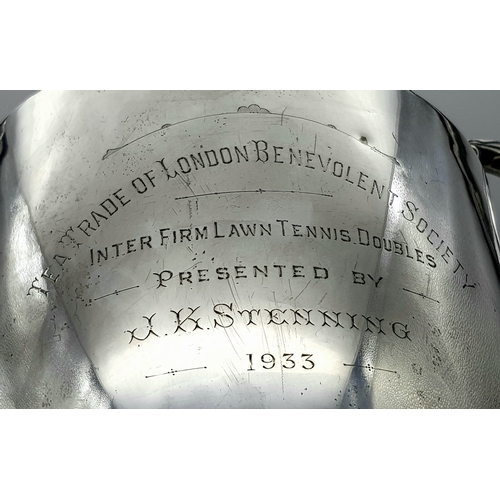 TEA TRADE OF LONDON BENEVOLENT SOCIETY
INTER FIRM LAWN TENNIS DOUBLES
PRESENTED BY
J.K. STENNING
1933